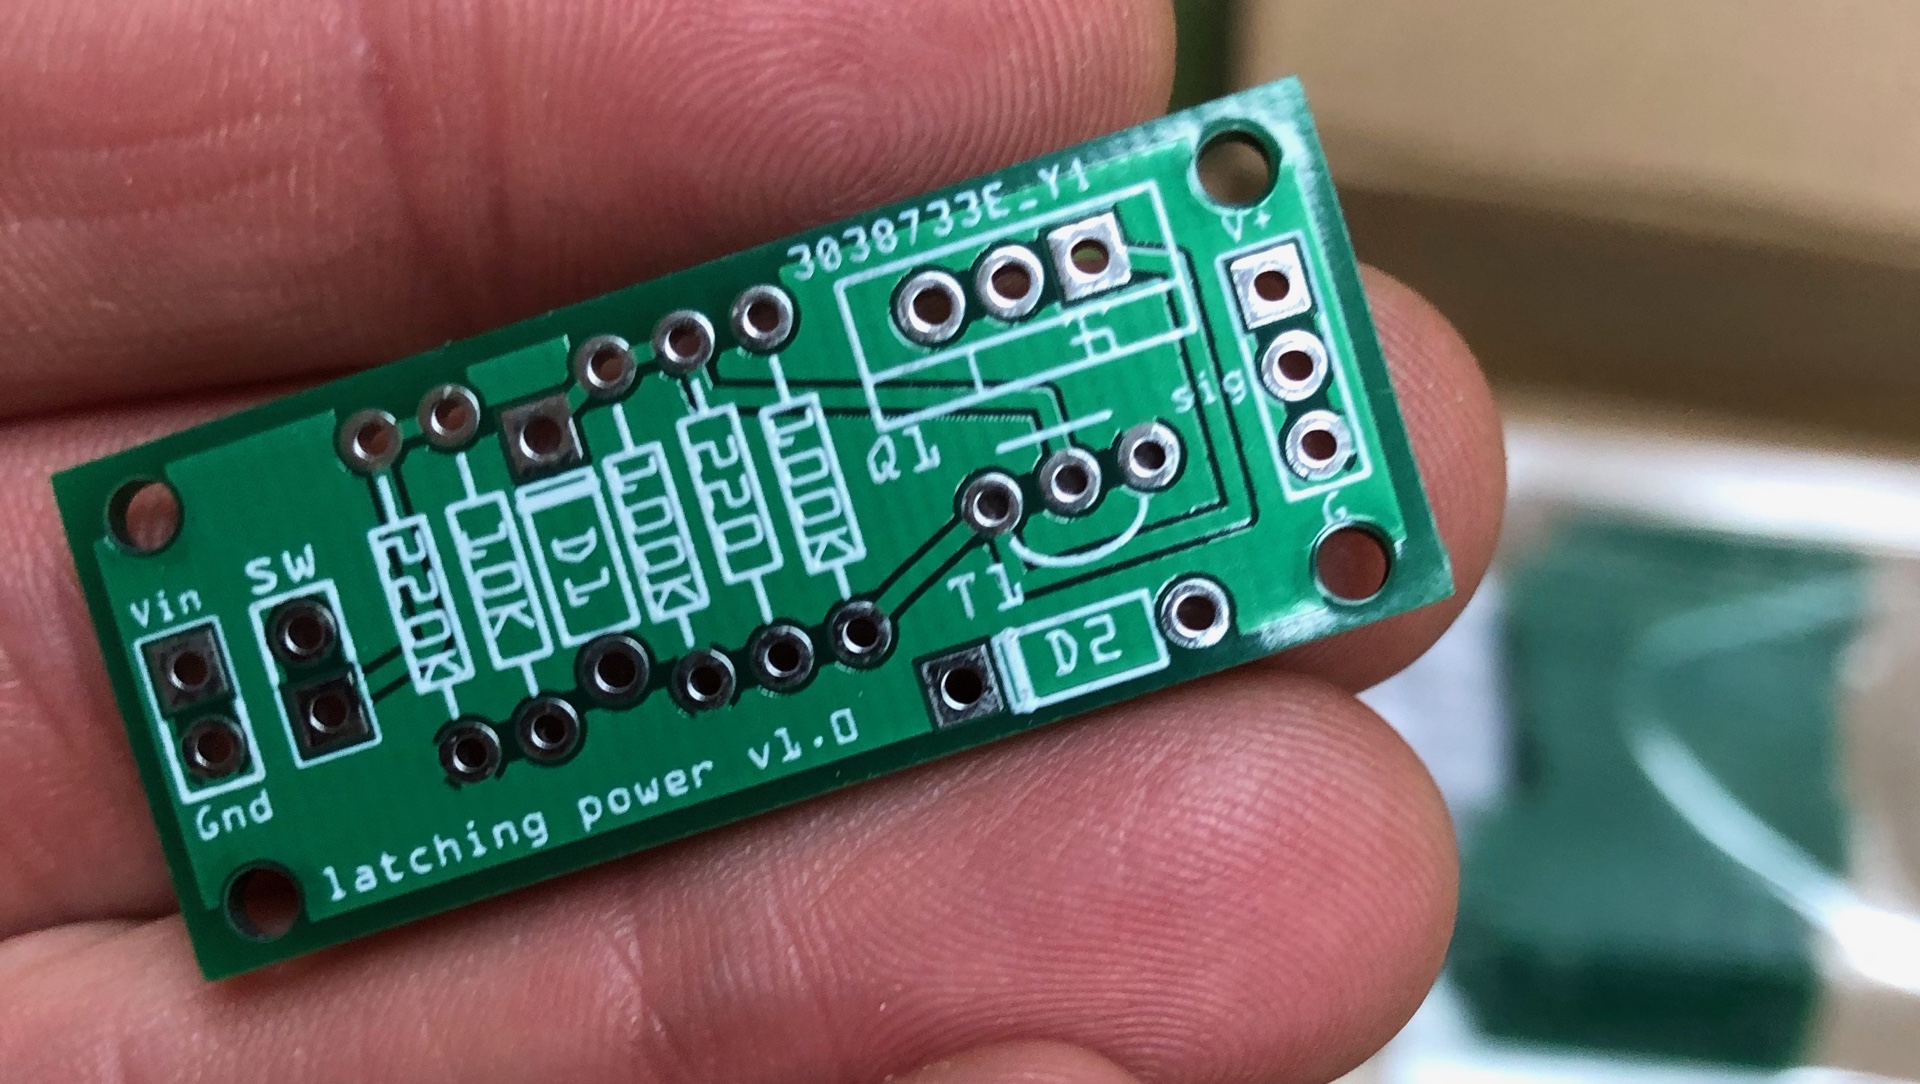 3038733E_Y1
V+
sig
G
Q1
T1
D2
220K
10K
D1
100K
220
100K
SW
Vin
Gnd
latching power v1.0